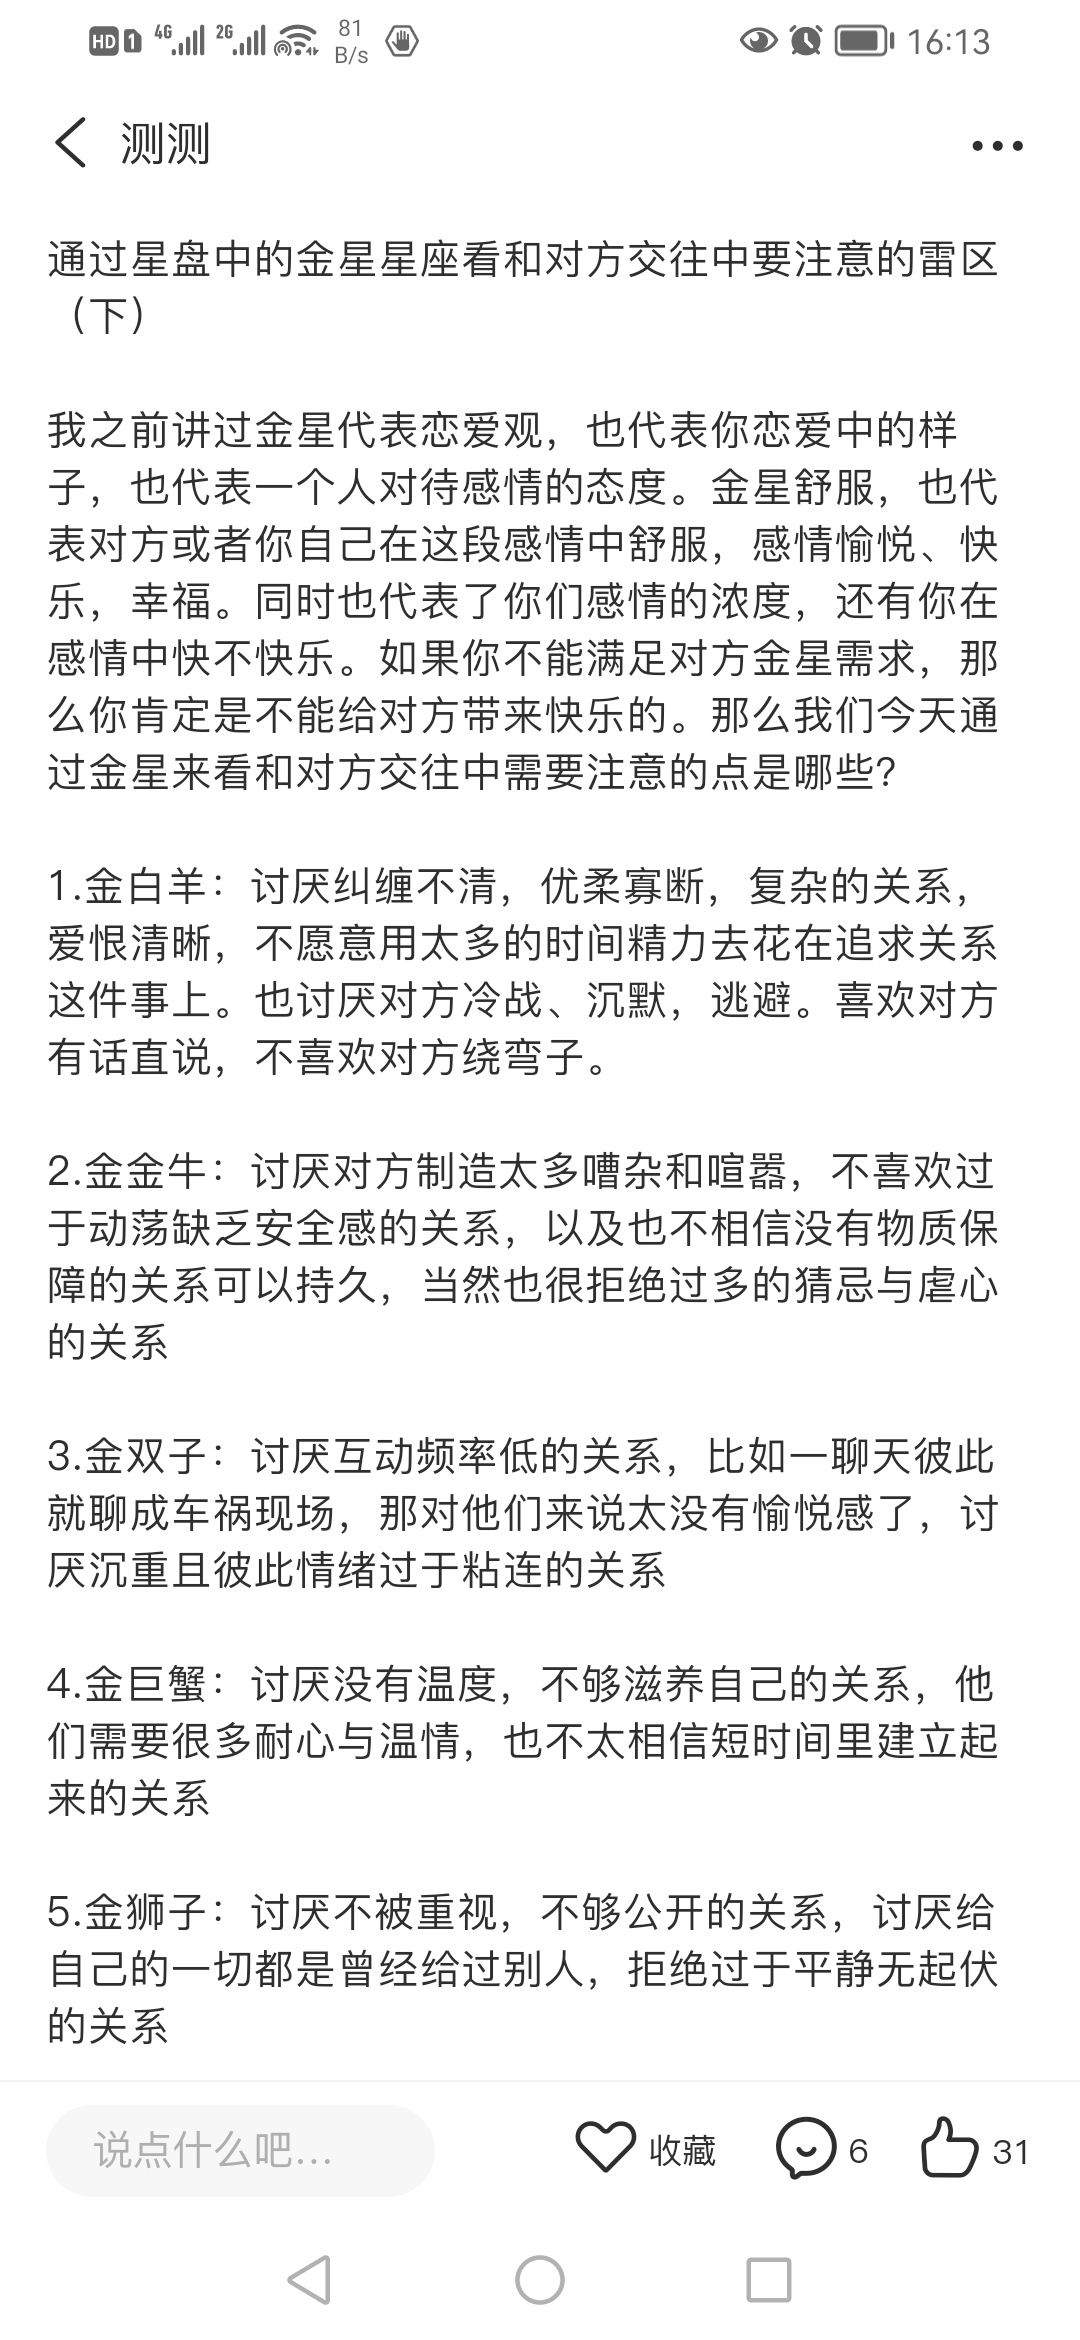 HD 1 4G 2G 81 B/s 16:13
测测
通过星盘中的金星星座看和对方交往中要注意的雷区
（下）
我之前讲过金星代表恋爱观，也代表你恋爱中的样
子，也代表一个人对待感情的态度。金星舒服，也代
表对方或者你自己在这段感情中舒服，感情愉悦、快
乐，幸福。同时也代表了你们感情的浓度，还有你在
感情中快不快乐。如果你不能满足对方金星需求，那
么你肯定是不能给对方带来快乐的。那么我们今天通
过金星来看和对方交往中需要注意的点是哪些?
1.金白羊：讨厌纠缠不清，优柔寡断，复杂的关系，
爱恨清晰，不愿意用太多的时间精力去花在追求关系
这件事上。也讨厌对方冷战、沉默，逃避。喜欢对方
有话直说，不喜欢对方绕弯子。
2.金金牛：讨厌对方制造太多嘈杂和喧嚣，不喜欢过
于动荡缺乏安全感的关系，以及也不相信没有物质保
障的关系可以持久，当然也很拒绝过多的猜忌与虐心
的关系
3.金双子：讨厌互动频率低的关系，比如一聊天彼此
就聊成车祸现场，那对他们来说太没有愉悦感了，讨
厌沉重且彼此情绪过于粘连的关系
4.金巨蟹：讨厌没有温度，不够滋养自己的关系，他
们需要很多耐心与温情，也不太相信短时间里建立起
来的关系
5.金狮子：讨厌不被重视，不够公开的关系，讨厌给
自己的一切都是曾经给过别人，拒绝过于平静无起伏
的关系
说点什么吧... 收藏 6 31